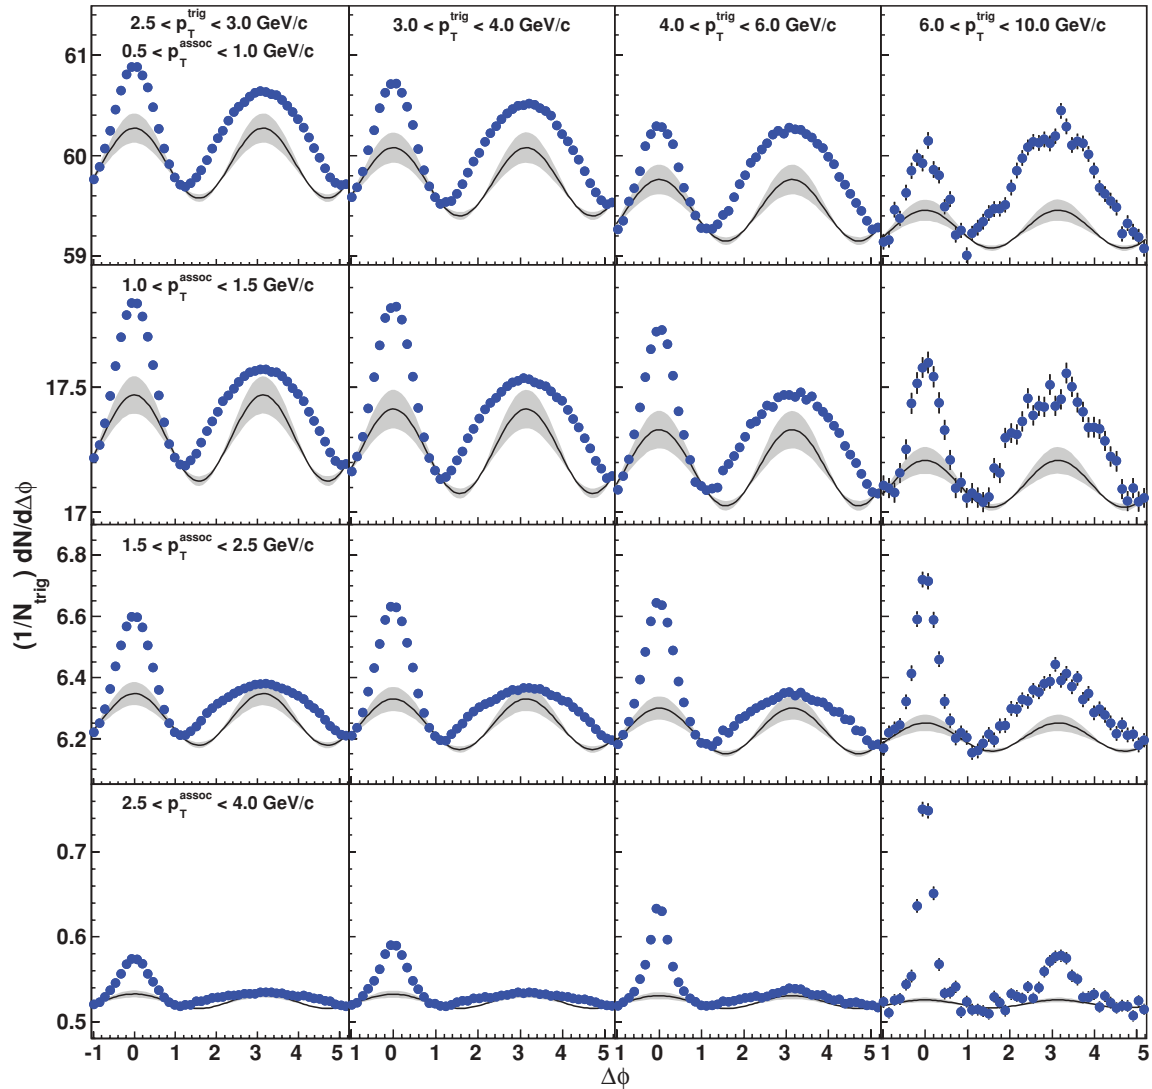 2.5 < p_T^trig < 3.0 GeV/c
0.5 < p_T^assoc < 1.0 GeV/c
3.0 < p_T^trig < 4.0 GeV/c
4.0 < p_T^trig < 6.0 GeV/c
6.0 < p_T^trig < 10.0 GeV/c
61
60
59
1.0 < p_T^assoc < 1.5 GeV/c
17.5
17
1.5 < p_T^assoc < 2.5 GeV/c
6.8
6.6
6.4
6.2
2.5 < p_T^assoc < 4.0 GeV/c
0.7
0.6
0.5
(1/N_trig) dN/dΔϕ
-1 0 1 2 3 4 5 1 0 1 2 3 4 5 1 0 1 2 3 4 5 1 0 1 2 3 4 5
Δϕ